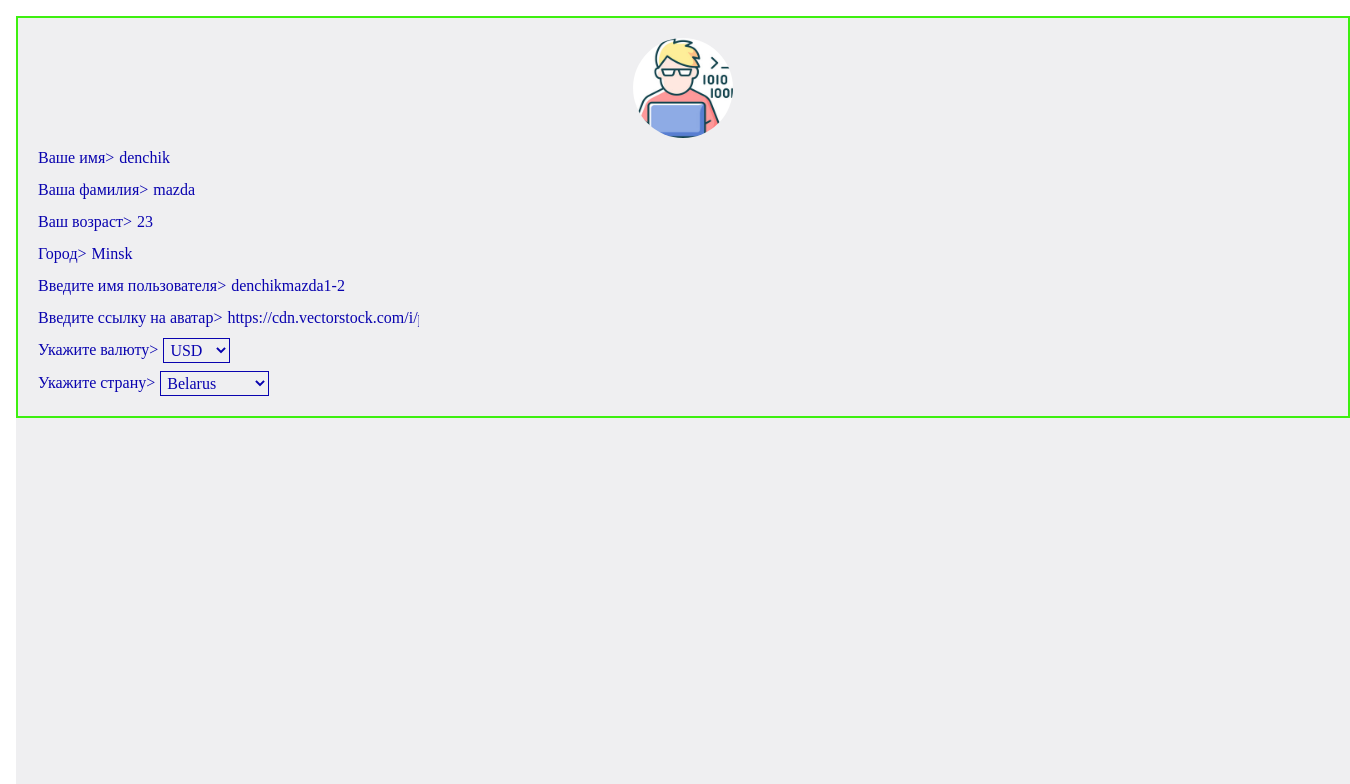 >_
1010
100
Ваше имя> denchik
Ваша фамилия> mazda
Ваш возраст> 23
Город> Minsk
Введите имя пользователя> denchikmazda1-2
Введите ссылку на аватар> https://cdn.vectorstock.com/i/
Укажите валюту> USD
Укажите страну> Belarus